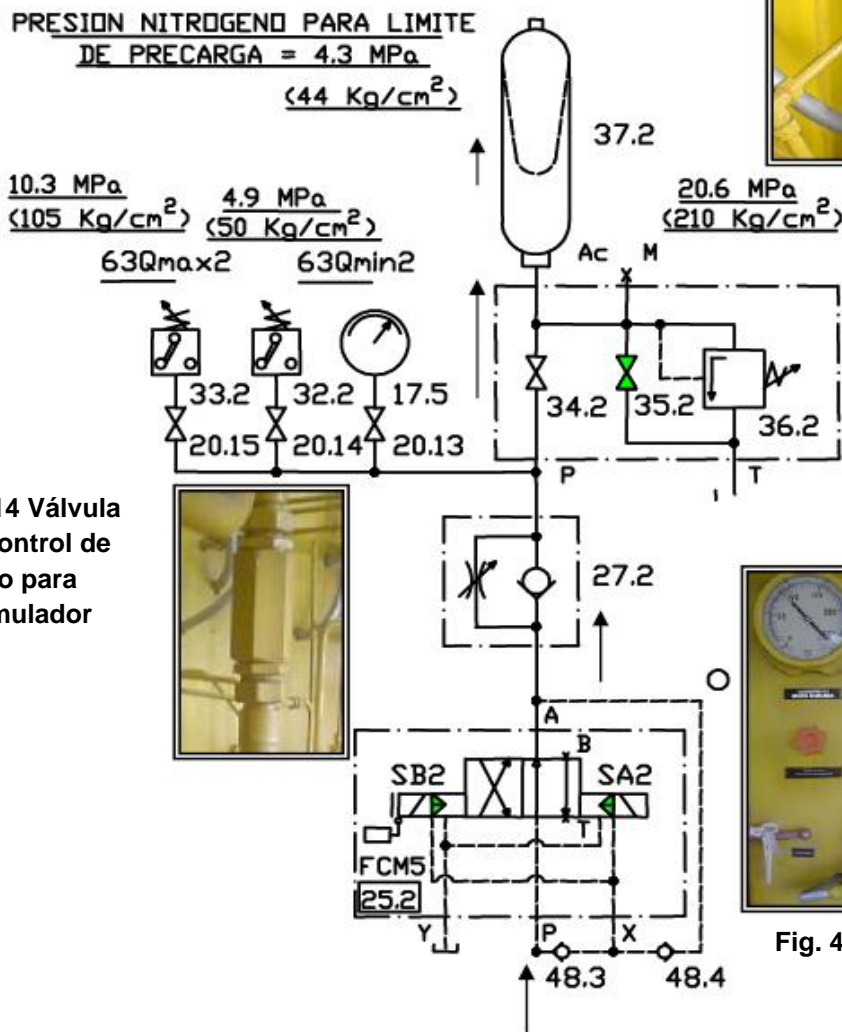 PRESION NITROGENO PARA LIMITE
DE PRECARGA = 4.3 MPa
(44 Kg/cm²)
37.2
10.3 MPa
(105 Kg/cm²)
4.9 MPa
(50 Kg/cm²)
20.6 MPa
(210 Kg/cm²)
63Qmax2
63Qmin2
Ac
M
33.2
32.2
17.5
34.2
35.2
36.2
20.15
20.14
20.13
P
T
14 Válvula
ontrol de
o para
mulador
27.2
A
B
SB2
SA2
T
FCM5
25.2
Y
P
X
48.3
48.4
Fig. 4